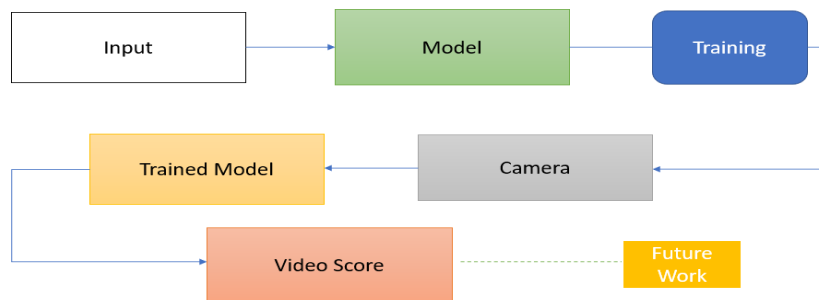 Input
Model
Training
Trained Model
Camera
Video Score
Future
Work